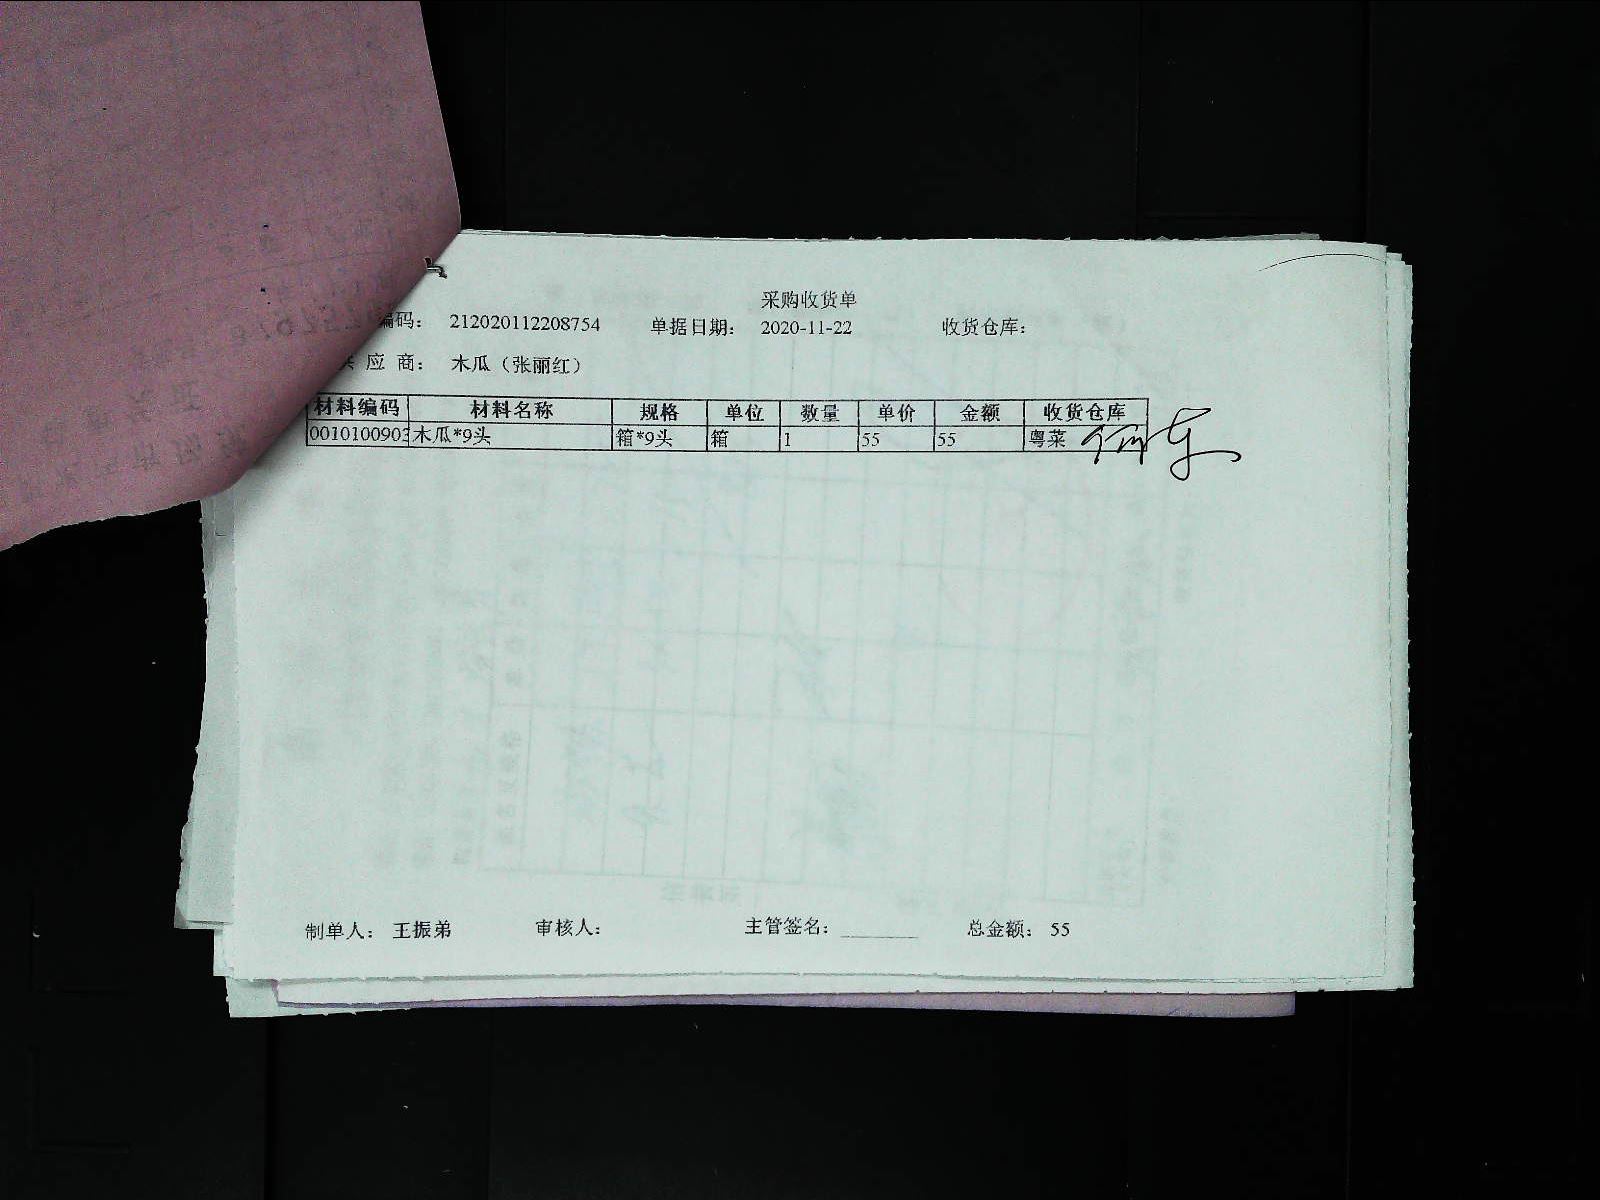 采购收货单
编码： 212020112208754 单据日期： 2020-11-22 收货仓库：
应 商： 木瓜（张丽红）
材料编码 材料名称 规格 单位 数量 单价 金额 收货仓库
0010100903 木瓜*9头 箱*9头 箱 1 55 55 粤菜
制单人： 王振弟 审核人： 主管签名： ________ 总金额： 55